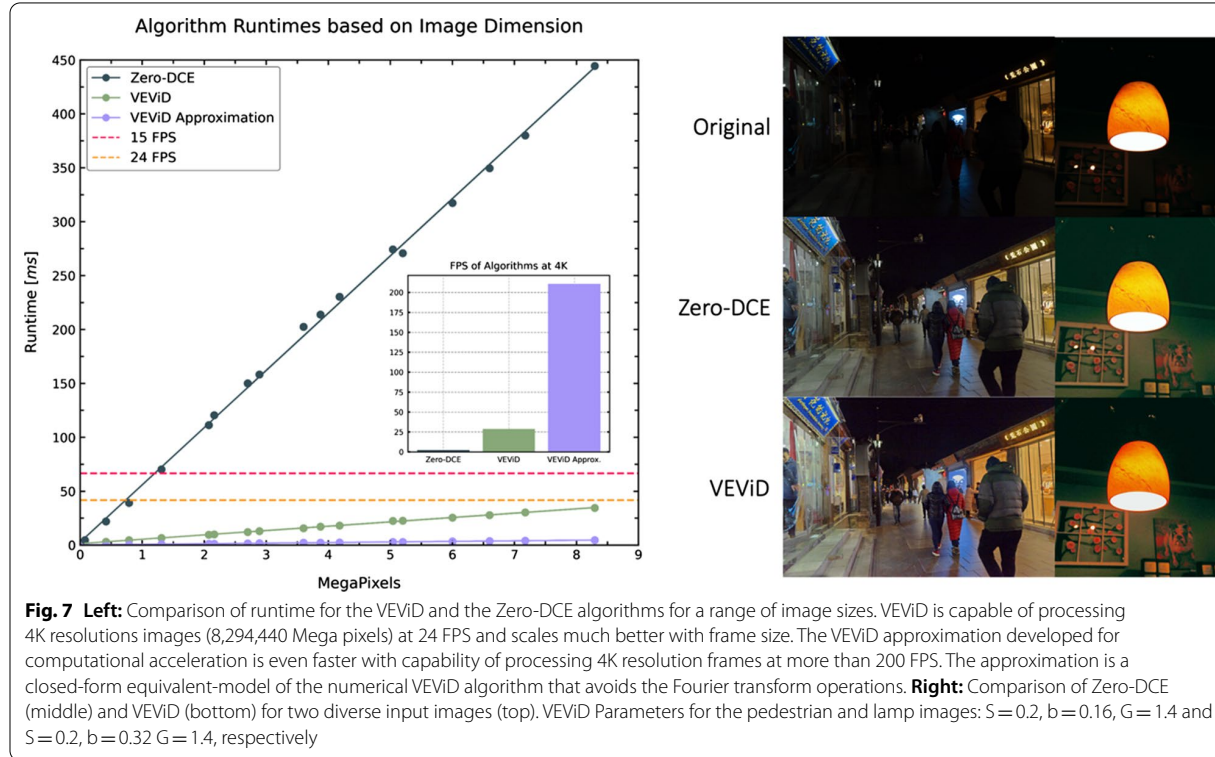 Algorithm Runtimes based on Image Dimension
450
400
350
300
250
200
150
100
50
0
Runtime [ms]
Zero-DCE
VEViD
VEViD Approximation
15 FPS
24 FPS
FPS of Algorithms at 4K
200
175
150
125
100
75
50
25
0
Zero-DCE
VEViD
VEViD Approx.
0 1 2 3 4 5 6 7 8 9
MegaPixels
Original
Zero-DCE
VEViD
Fig. 7 Left: Comparison of runtime for the VEViD and the Zero-DCE algorithms for a range of image sizes. VEViD is capable of processing
4K resolutions images (8,294,440 Mega pixels) at 24 FPS and scales much better with frame size. The VEViD approximation developed for
computational acceleration is even faster with capability of processing 4K resolution frames at more than 200 FPS. The approximation is a
closed-form equivalent-model of the numerical VEViD algorithm that avoids the Fourier transform operations. Right: Comparison of Zero-DCE
(middle) and VEViD (bottom) for two diverse input images (top). VEViD Parameters for the pedestrian and lamp images: S = 0.2, b = 0.16, G = 1.4 and
S = 0.2, b = 0.32 G = 1.4, respectively